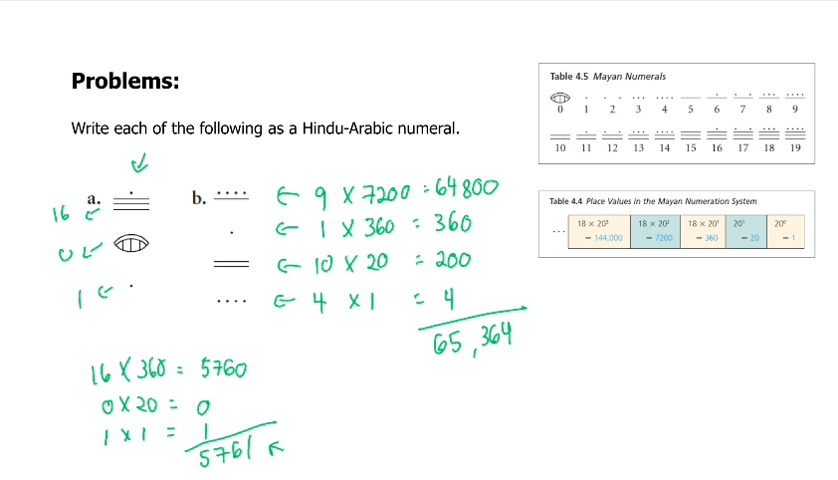 Problems:
Write each of the following as a Hindu-Arabic numeral.
a.
16 ←
0 ←
1 ←
b.
← 9 × 7200 = 64800
← 1 × 360 = 360
← 10 × 20 = 200
← 4 × 1 = 4
65,364
16 × 360 = 5760
0 × 20 = 0
1 × 1 = 1
5761
Table 4.5 Mayan Numerals
0 1 2 3 4 5 6 7 8 9
10 11 12 13 14 15 16 17 18 19
Table 4.4 Place Values in the Mayan Numeration System
... 18 × 20³ 18 × 20² 18 × 20¹ 20¹ 20⁰
= 144,000 = 7200 = 360 = 20 = 1